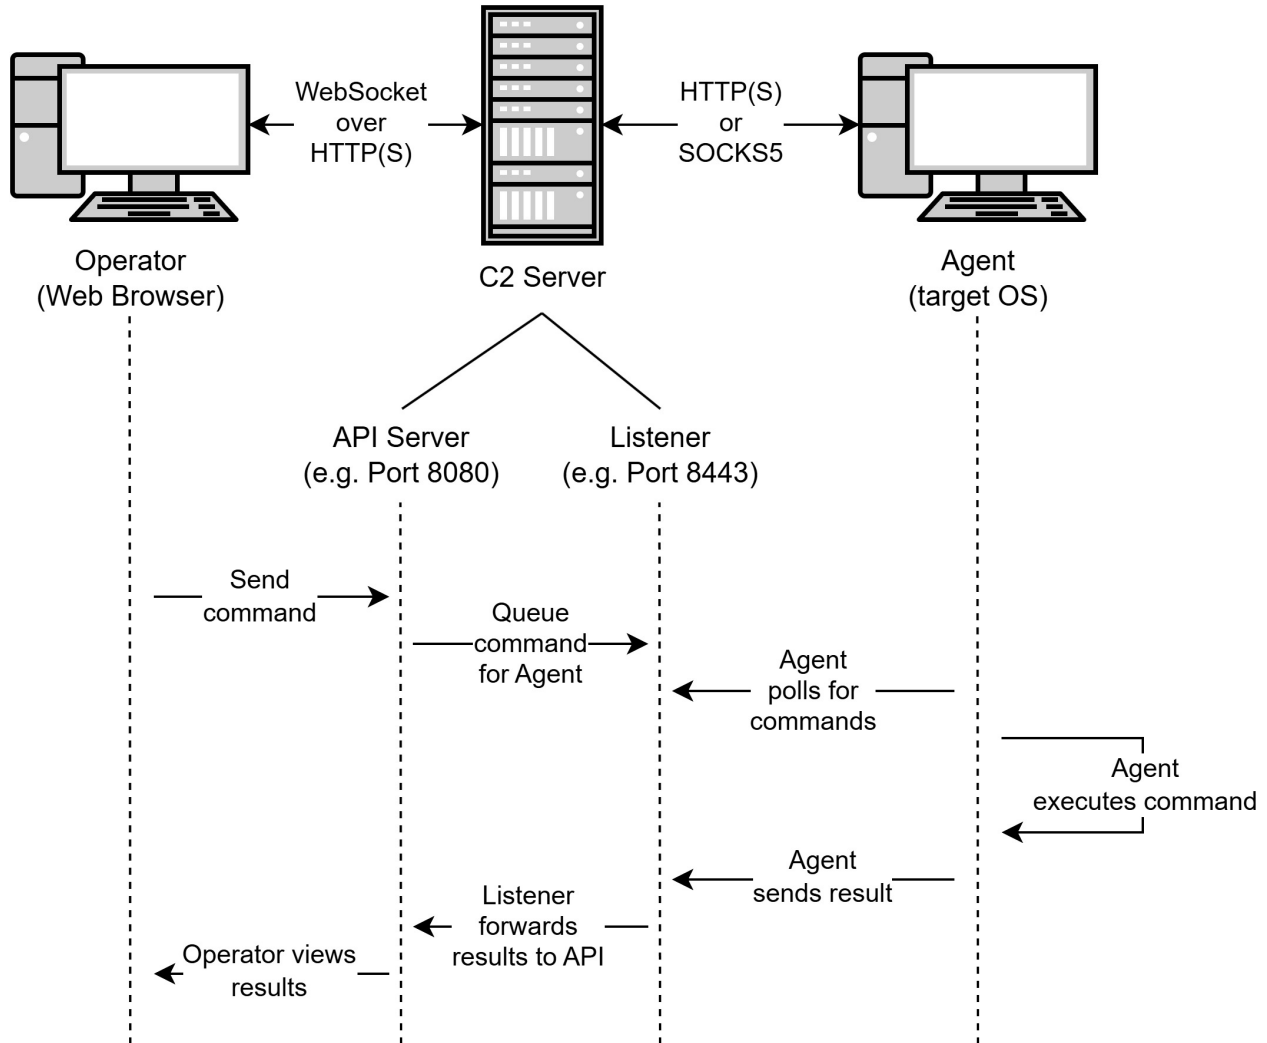 WebSocket
over
HTTP(S)
HTTP(S)
or
SOCKS5
Operator
(Web Browser)
C2 Server
Agent
(target OS)
API Server
(e.g. Port 8080)
Listener
(e.g. Port 8443)
Send
command
Queue
command
for Agent
Agent
polls for
commands
Agent
executes command
Agent
sends result
Listener
forwards
results to API
Operator views
results